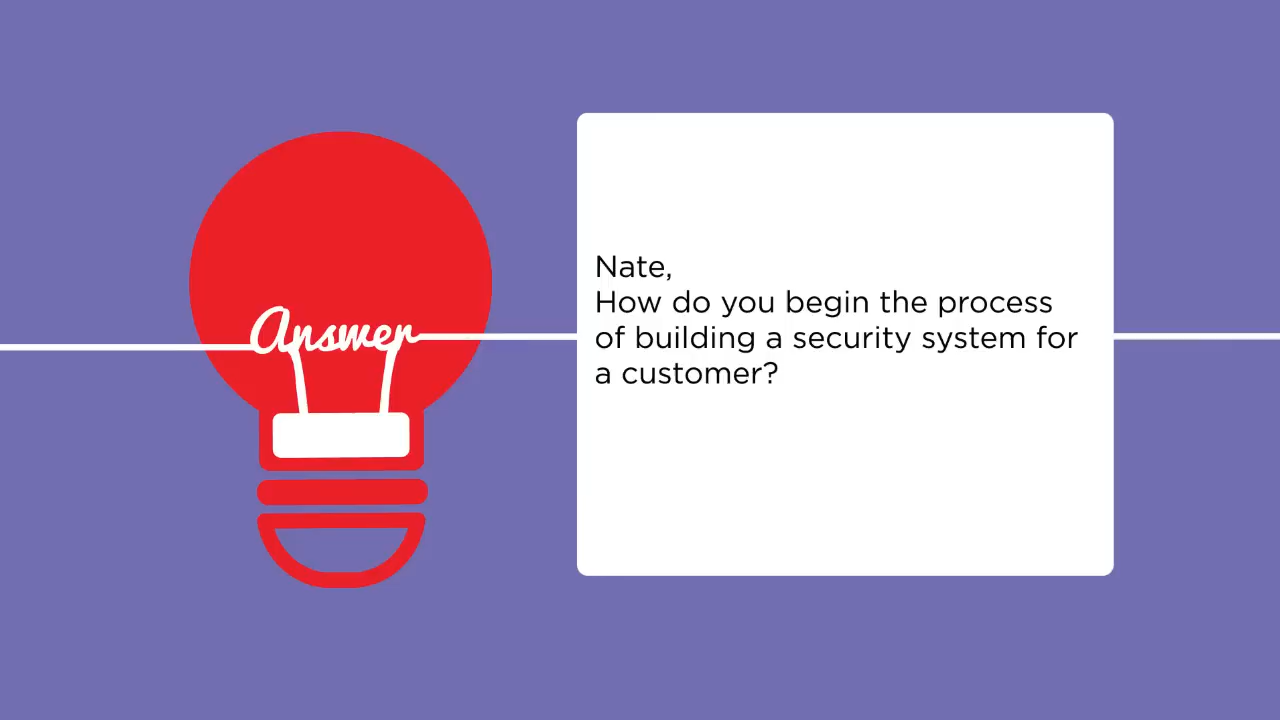 Answer
Nate,
How do you begin the process
of building a security system for
a customer?